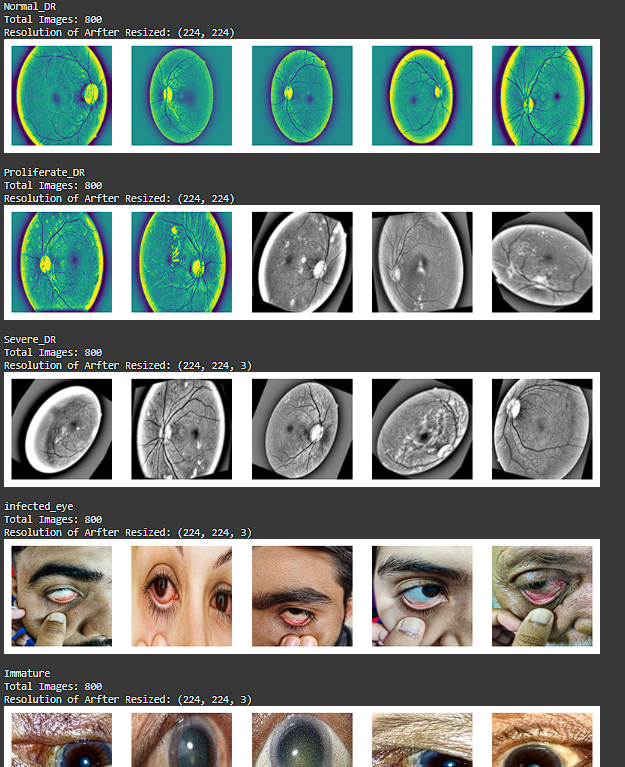 Normal_DR
Total Images: 800
Resolution of Arfter Resized: (224, 224)
Proliferate_DR
Total Images: 800
Resolution of Arfter Resized: (224, 224)
Severe_DR
Total Images: 800
Resolution of Arfter Resized: (224, 224, 3)
infected_eye
Total Images: 800
Resolution of Arfter Resized: (224, 224, 3)
Immature
Total Images: 800
Resolution of Arfter Resized: (224, 224, 3)